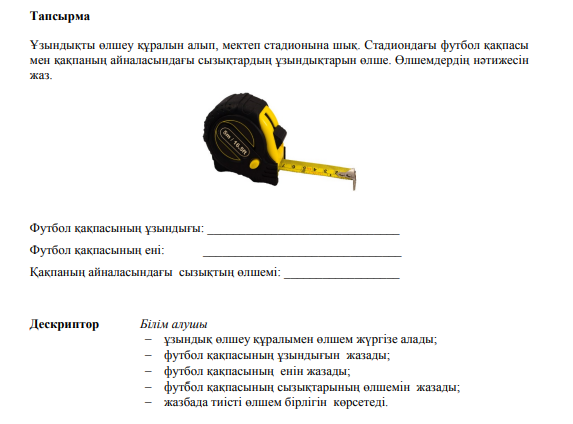 Тапсырма
Ұзындықты өлшеу құралын алып, мектеп стадионына шық. Стадиондағы футбол қақпасы
мен қақпаның айналасындағы сызықтардың ұзындықтарын өлше. Өлшемдердің нәтижесін
жаз.
5m / 16.5ft
Футбол қақпасының ұзындығы: ______________________________
Футбол қақпасының ені: _______________________________
Қақпаның айналасындағы сызықтың өлшемі: __________________
Дескриптор Білім алушы
– ұзындық өлшеу құралымен өлшем жүргізе алады;
– футбол қақпасының ұзындығын жазады;
– футбол қақпасының енін жазады;
– футбол қақпасының сызықтарының өлшемін жазады;
– жазбада тиісті өлшем бірлігін көрсетеді.